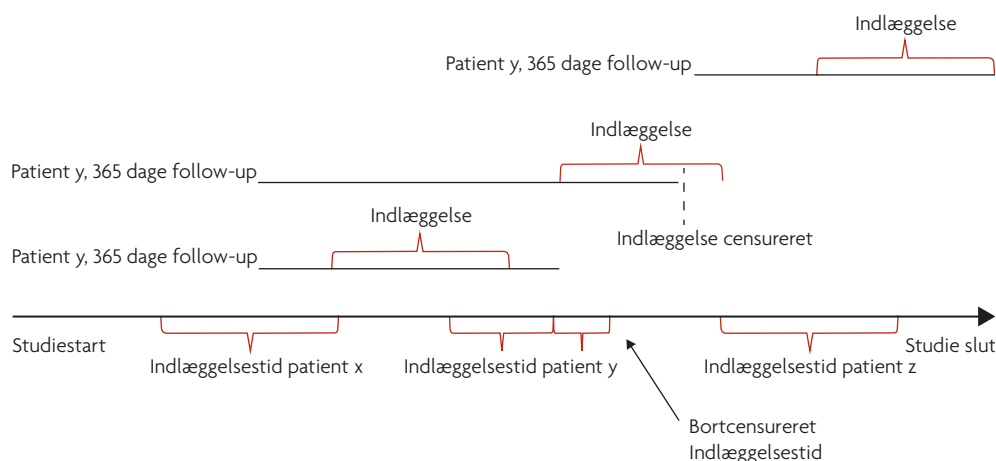 Indlæggelse
Patient y, 365 dage follow-up
Indlæggelse
Patient y, 365 dage follow-up
Indlæggelse censureret
Indlæggelse
Patient y, 365 dage follow-up
Studiestart
Studie slut
Indlæggelsestid patient x
Indlæggelsestid patient y
Indlæggelsestid patient z
Bortcensureret
Indlæggelsestid